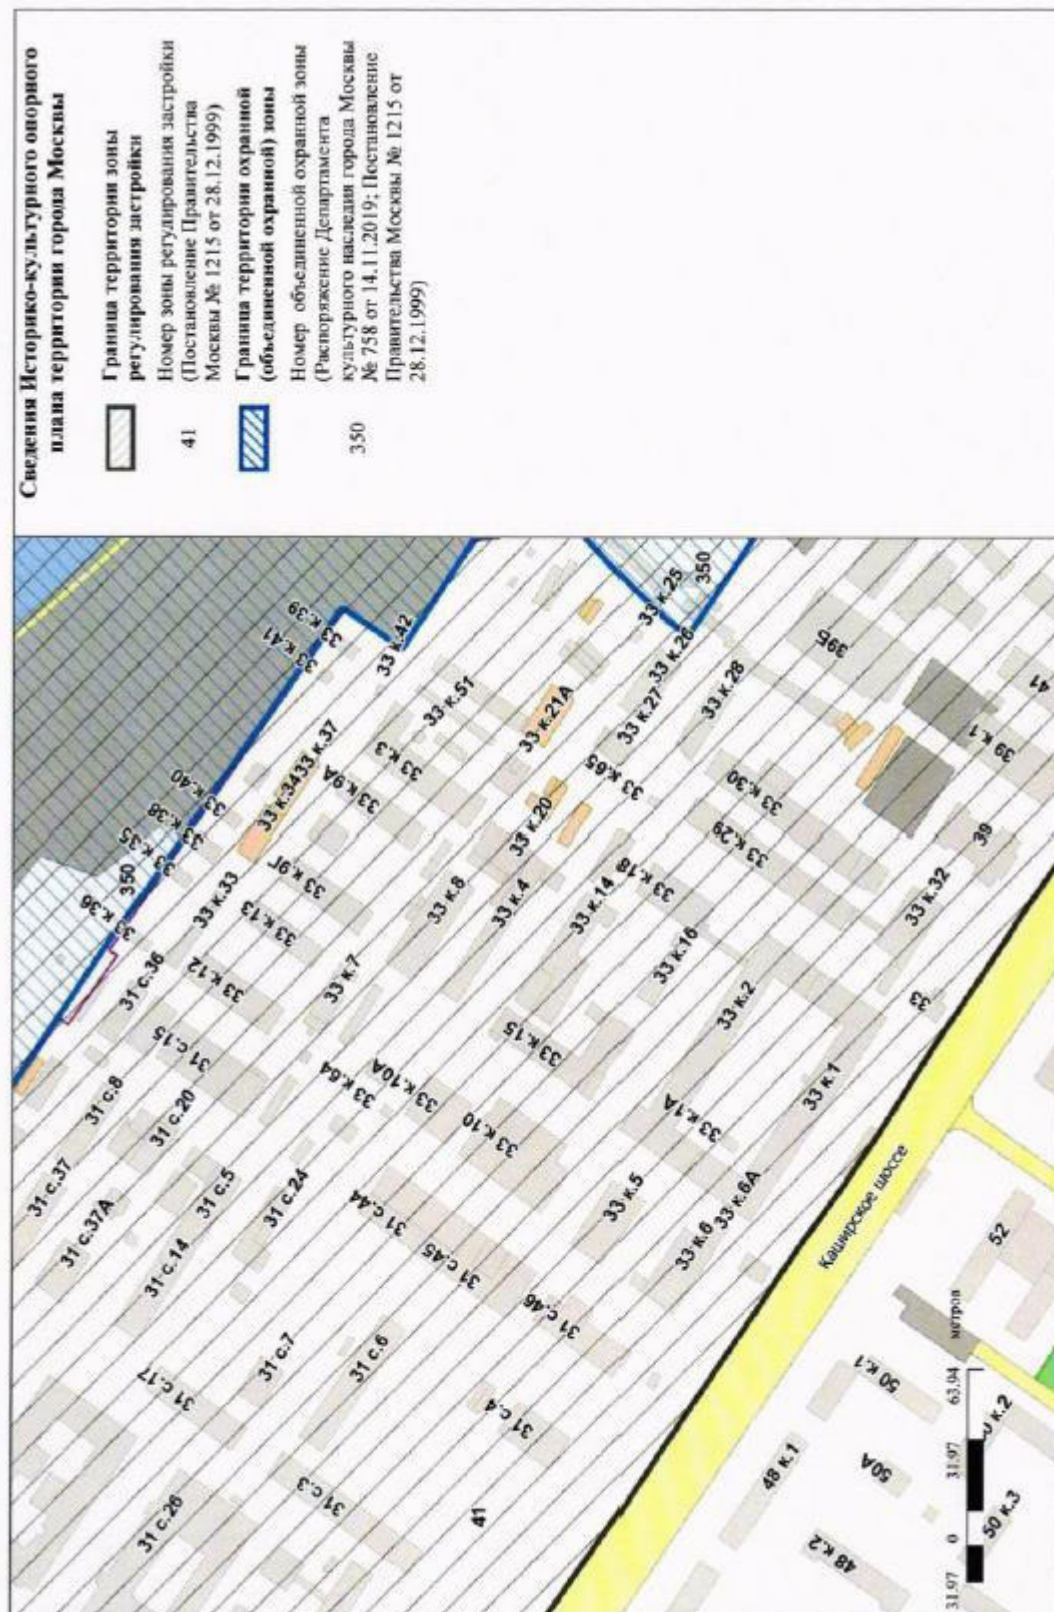 Сведения Историко-культурного опорного
плана территории города Москвы
Граница территории зоны
регулирования застройки
41
Номер зоны регулирования застройки
(Постановление Правительства
Москвы № 1215 от 28.12.1999)
Граница территории охранной
(объединенной охранной) зоны
350
Номер объединенной охранной зоны
(Распоряжение Департамента
культурного наследия города Москвы
№ 758 от 14.11.2019; Постановление
Правительства Москвы № 1215 от
28.12.1999)
33 к.39
33 к.41
33 к.42
33 к.40
33 к.38
33 к.35
350
33 к.36
33 к.37
33 к.34
33 к.33
33 к.51
33 к.3
33 к.9А
33 к.9Г
33 к.13
33 к.12
31 с.36
31 с.15
31 с.8
31 с.20
31 с.37
31 с.37А
31 с.5
31 с.14
31 с.24
33 к.7
33 к.64
33 к.10А
33 к.10
33 к.8
33 к.4
33 к.21А
33 к.20
33 к.25
350
33 к.26
33 к.27
33 к.65
33 к.28
33 к.30
33 к.29
33 к.18
33 к.14
33 к.16
33 к.15
33 к.2
33 к.1А
33 к.1
33 к.5
33 к.6А
33 к.6
33
33 к.32
39
39Б
39 к.1
41
31 с.44
31 с.45
31 с.46
31 с.7
31 с.6
31 с.17
31 с.4
31 с.3
31 с.26
41
Каширское шоссе
52
50 к.1
50А
48 к.1
48 к.2
50 к.3
к.2
31,97 0 31,97 63,94
метров